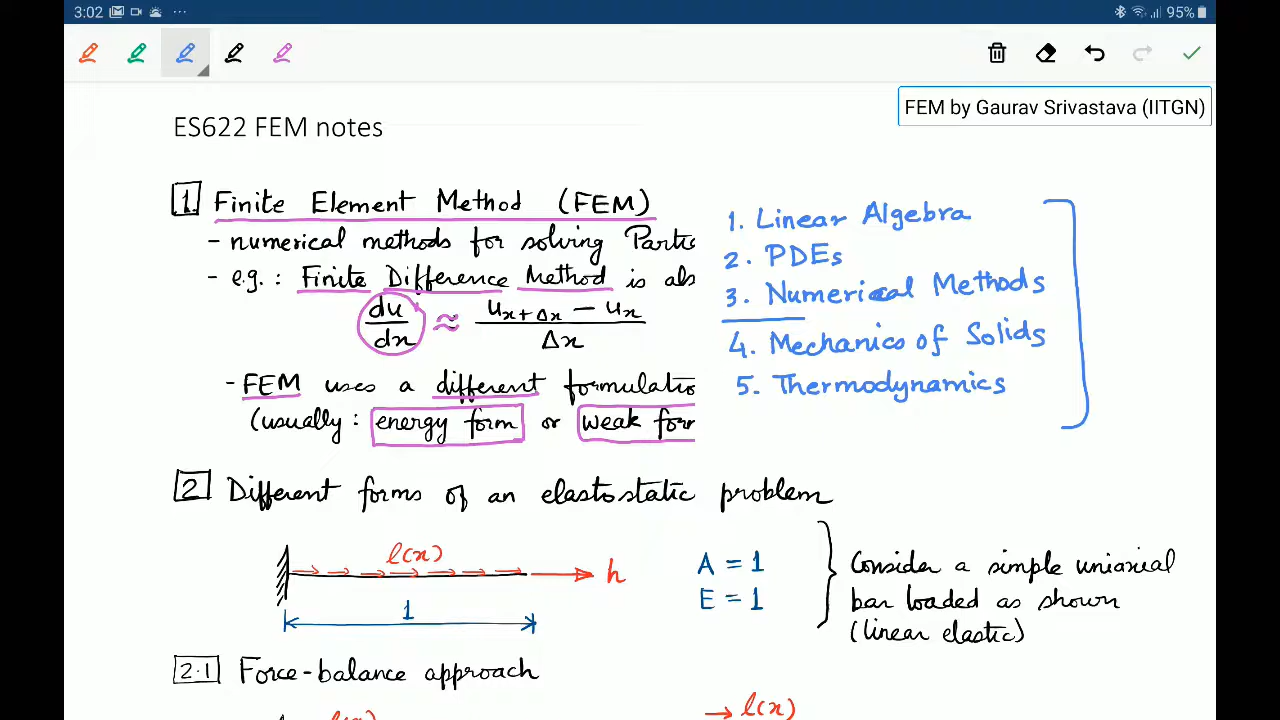 3:02
95%
FEM by Gaurav Srivastava (IITGN)
ES622 FEM notes
1. Finite Element Method (FEM)
- numerical methods for solving
- e.g.: Finite Difference Method is
du/dx ≈ (u_{x+Δx} - u_x)/Δx
- FEM uses a different
(usually: energy form or weak
1. Linear Algebra
2. PDEs
3. Numerical Methods
4. Mechanics of Solids
5. Thermodynamics
2 Different forms of an elastostatic problem
l(x)
h
1
A = 1
E = 1
Consider a simple uniaxial
bar loaded as shown
(linear elastic)
2.1 Force-balance approach
l(x)